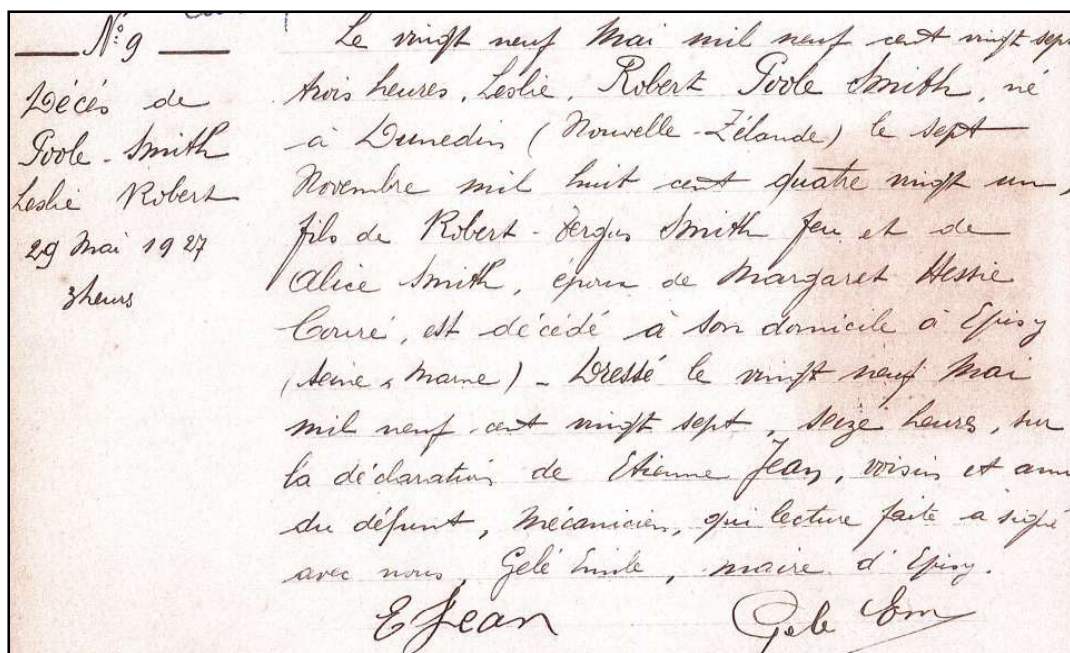 N° 9
Décès de
Poole-Smith
Leslie Robert
29 Mai 1927
3 heurs
Le vingt neuf Mai mil neuf cent vingt sept
trois heures, Leslie, Robert Poole Smith, né
à Dunedin (Nouvelle-Zélande) le sept
Novembre mil huit cent quatre vingt un,
fils de Robert-Fergus Smith feu et de
Alice Smith, époux de Margaret Hessie
est décédé à son domicile à Episy
(Seine & Marne) - Dressé le vingt neuf Mai
mil neuf cent vingt sept, seize heures, sur
la déclaration de Etienne Jean, voisin et ami
du défunt, Mécanicien, qui lecture faite a signé
avec nous, Gelé Emile, maire d'Episy.
E Jean
Gelé Em